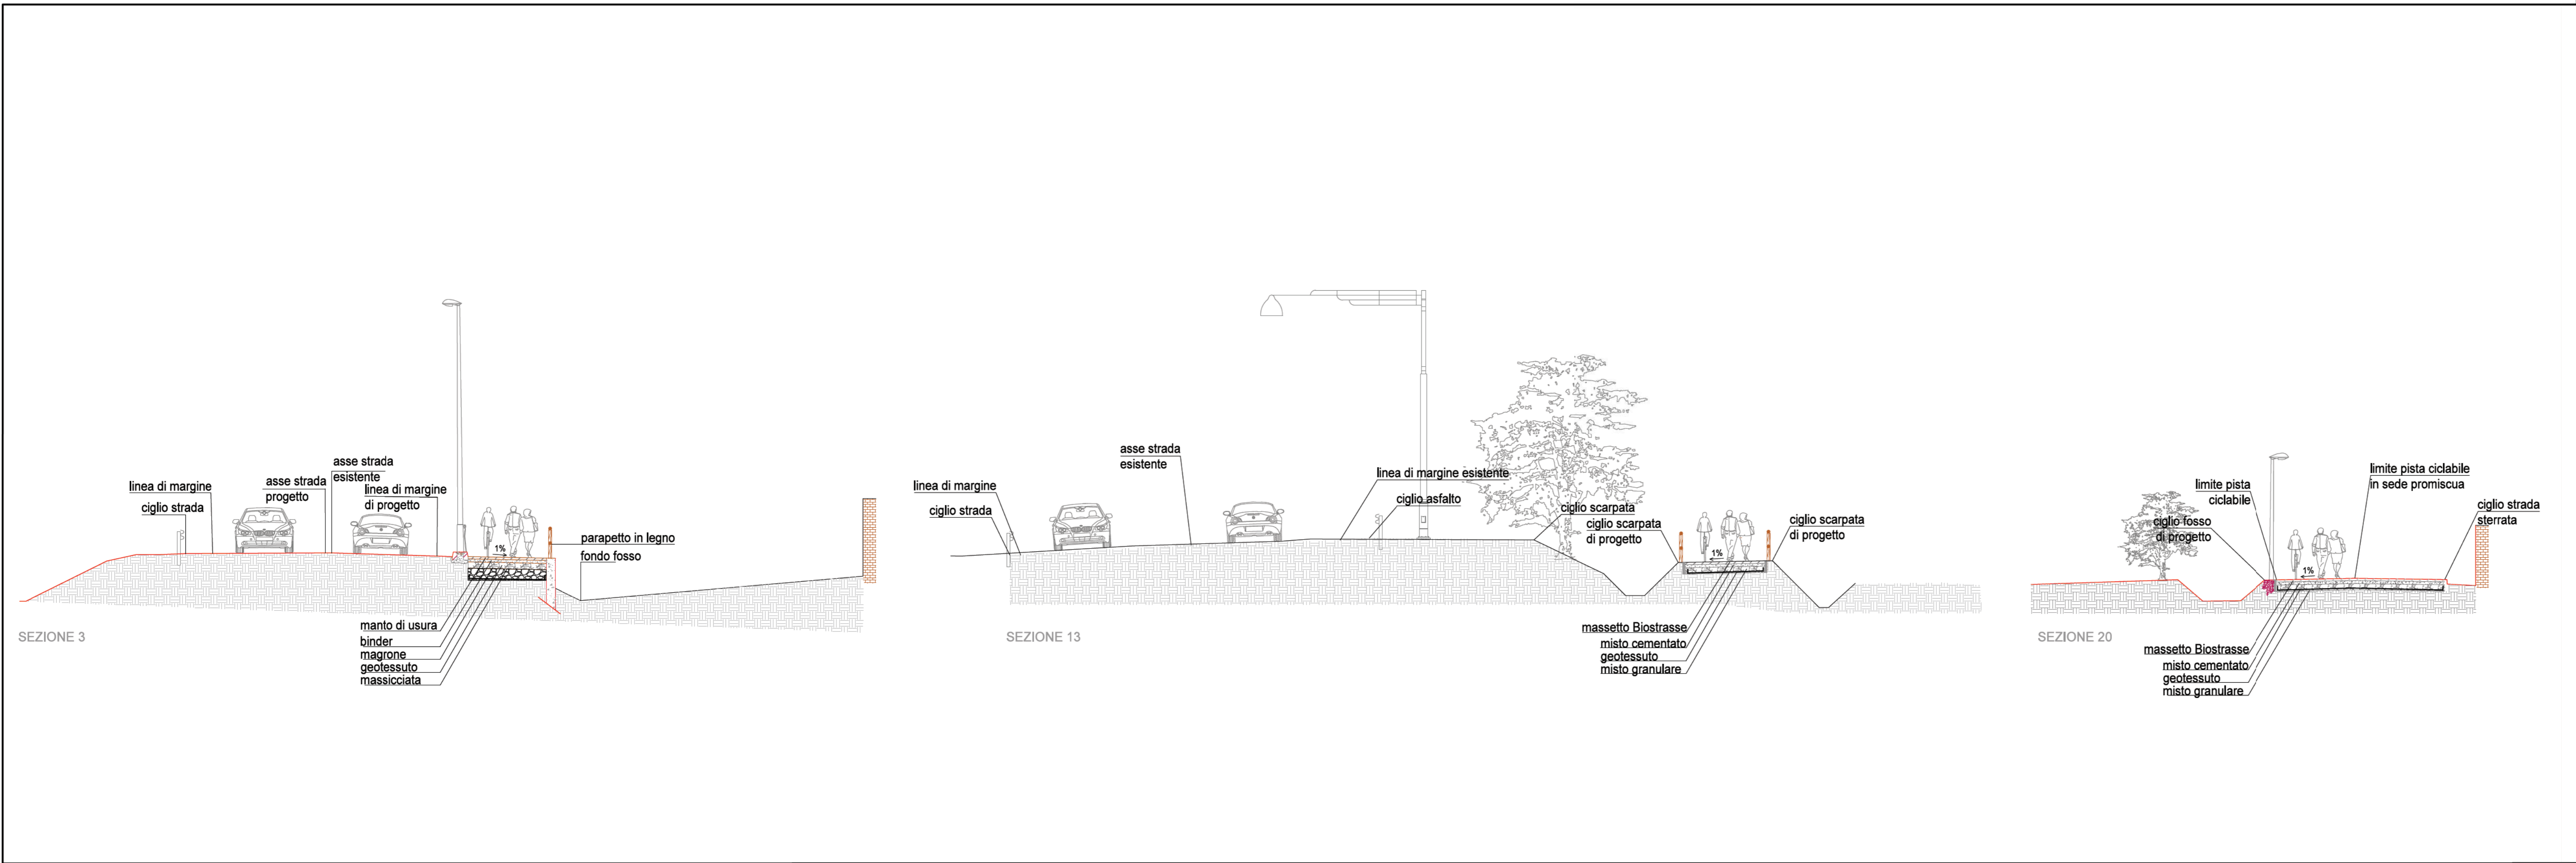 asse strada
esistente
asse strada
progetto
linea di margine
linea di margine
di progetto
ciglio strada
1%
parapetto in legno
fondo fosso
manto di usura
binder
magrone
geotessuto
massicciata
SEZIONE 3
asse strada
esistente
linea di margine
ciglio strada
linea di margine esistente
ciglio asfalto
ciglio scarpata
ciglio scarpata
di progetto
ciglio scarpata
di progetto
1%
massetto Biostrasse
misto cementato
geotessuto
misto granulare
SEZIONE 13
limite pista ciclabile
in sede promiscua
limite pista
ciclabile
ciglio strada
sterrata
ciglio fosso
di progetto
1%
massetto Biostrasse
misto cementato
geotessuto
misto granulare
SEZIONE 20